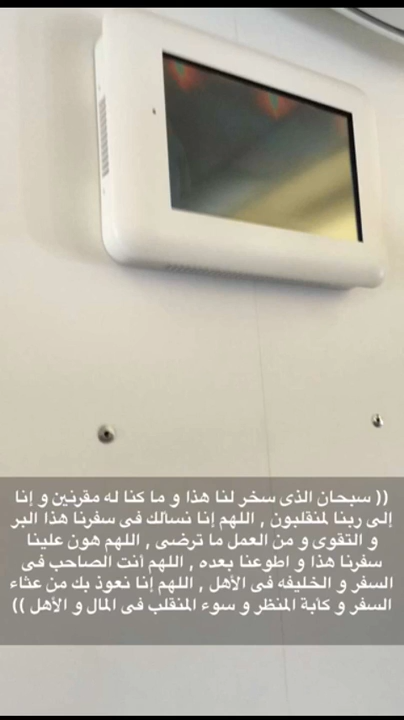 (( سبحان الذى سخر لنا هذا و ما كنا له مقرنين و إنا
إلى ربنا لمنقلبون , اللهم إنا نسألك فى سفرنا هذا البر
و التقوى و من العمل ما ترضى , اللهم هون علينا
سفرنا هذا و اطوعنا بعده , اللهم أنت الصاحب فى
السفر و الخليفه فى الأهل , اللهم إنا نعوذ بك من عثاء
السفر و كأبة المنظر و سوء المنقلب فى المال و الأهل ))